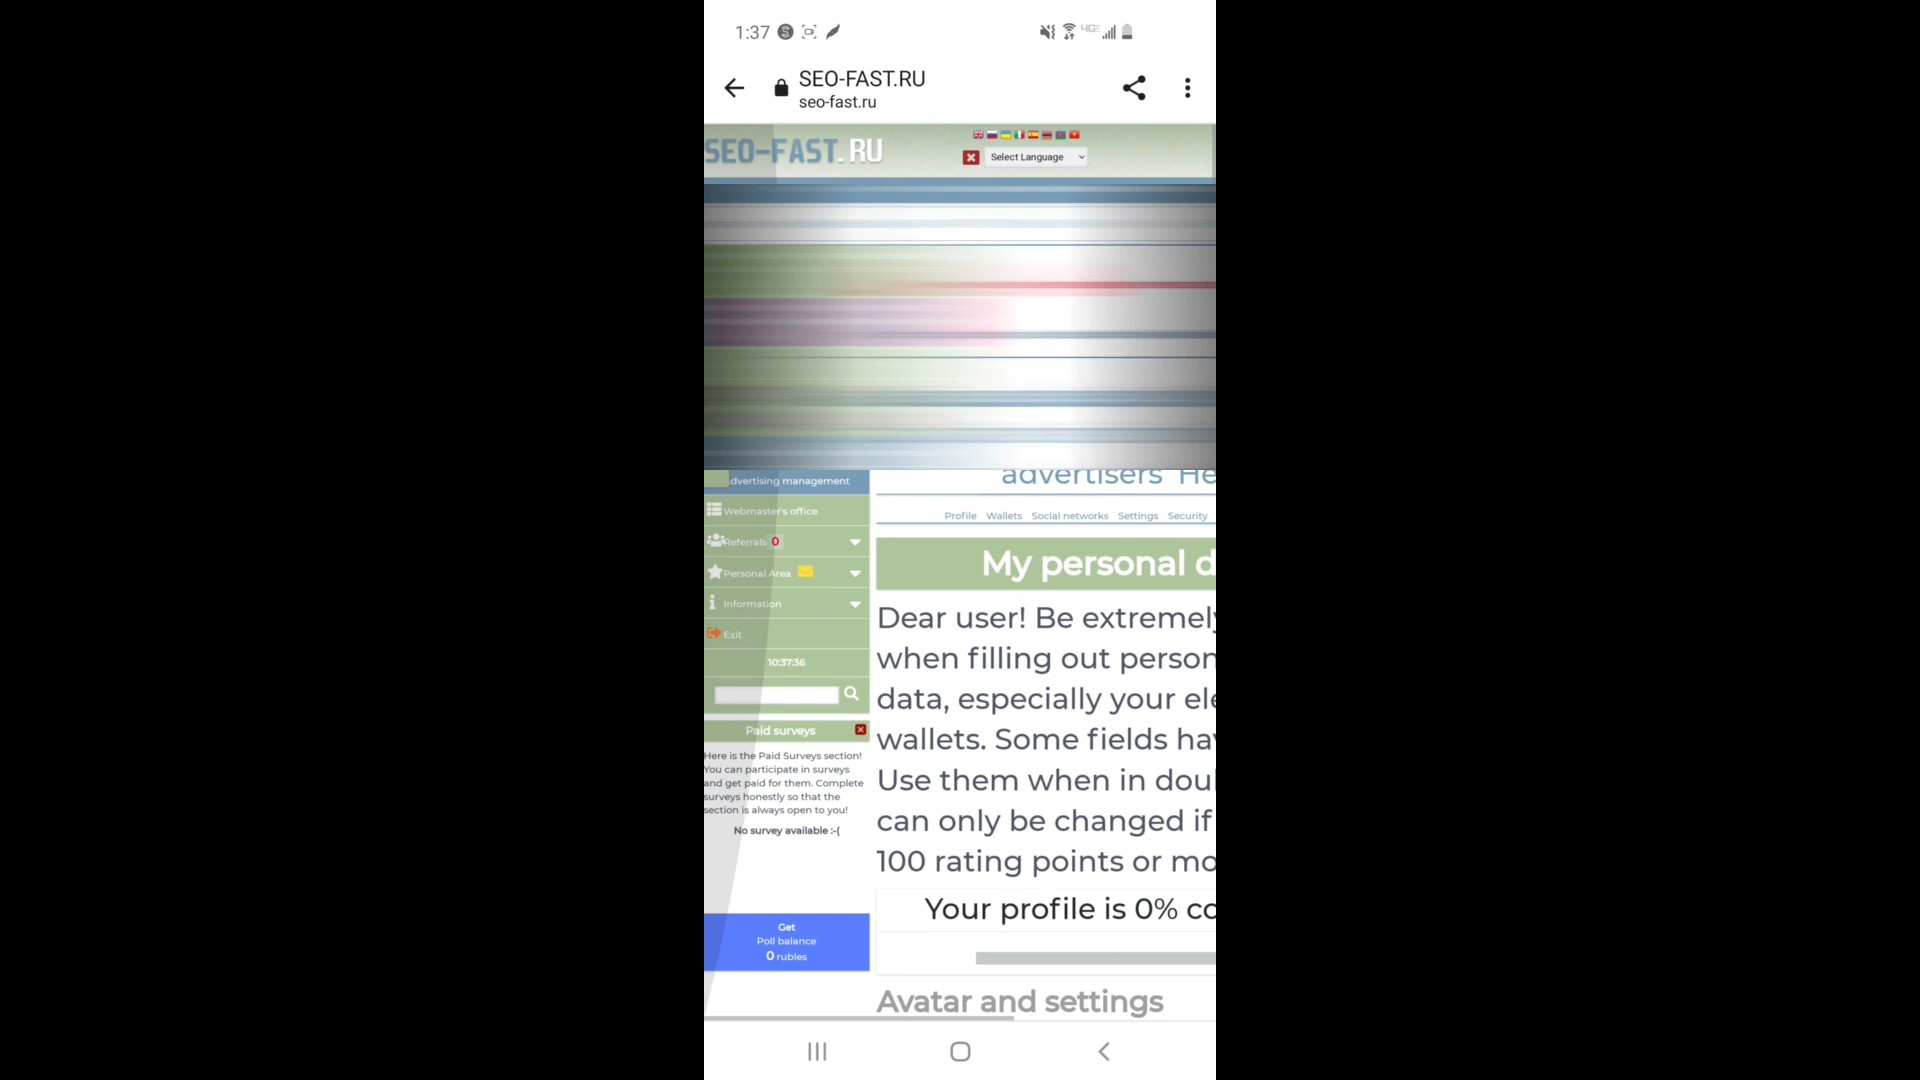 1:37
SEO-FAST.RU
seo-fast.ru
SEO-FAST.RU
Select Language
advertisers He
dvertising management
Webmaster's office
Referrals 0
Personal Area
Information
Exit
10:37:36
Paid surveys
Here is the Paid Surveys section!
You can participate in surveys
and get paid for them. Complete
surveys honestly so that the
section is always open to you!
No survey available :-(
Get
Poll balance
0 rubles
Profile Wallets Social networks Settings Security
My personal d
Dear user! Be extremely
when filling out person
data, especially your ele
wallets. Some fields hav
Use them when in doub
can only be changed if
100 rating points or mo
Your profile is 0% co
Avatar and settings